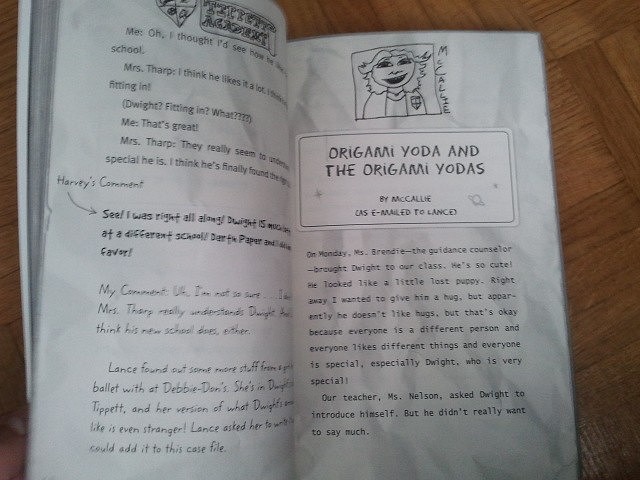 TIPPETT
ACADEMY
Me: Oh, I thought I'd see how he
school.
Mrs. Tharp: I think he likes it a lot. I think
fitting in!
(Dwight? Fitting in? What????)
Me: That's great!
Mrs. Tharp: They really seem to
special he is. I think he's finally found the
Harvey's Comment
See! I was right all along! Dwight IS
at a different school! Darth Paper and I
favor!
My Comment: Uh, I'm not so sure . . . I
Mrs. Tharp really understands Dwight
think his new school does, either.
Lance found out some more stuff from a
ballet with at Debbie-Don's. She's in
Tippett, and her version of what Dwight's
like is even stranger! Lance asked her to write
could add it to this case file.
McCALLIE
ORIGAMI YODA AND
THE ORIGAMI YODAS
BY McCALLIE
(AS E-MAILED TO LANCE)
On Monday, Ms. Brendle—the guidance counselor
—brought Dwight to our class. He's so cute!
He looked like a little lost puppy. Right
away I wanted to give him a hug, but appar-
ently he doesn't like hugs, but that's okay
because everyone is a different person and
everyone likes different things and everyone
is special, especially Dwight, who is very
special!
Our teacher, Ms. Nelson, asked Dwight to
introduce himself. But he didn't really want
to say much.